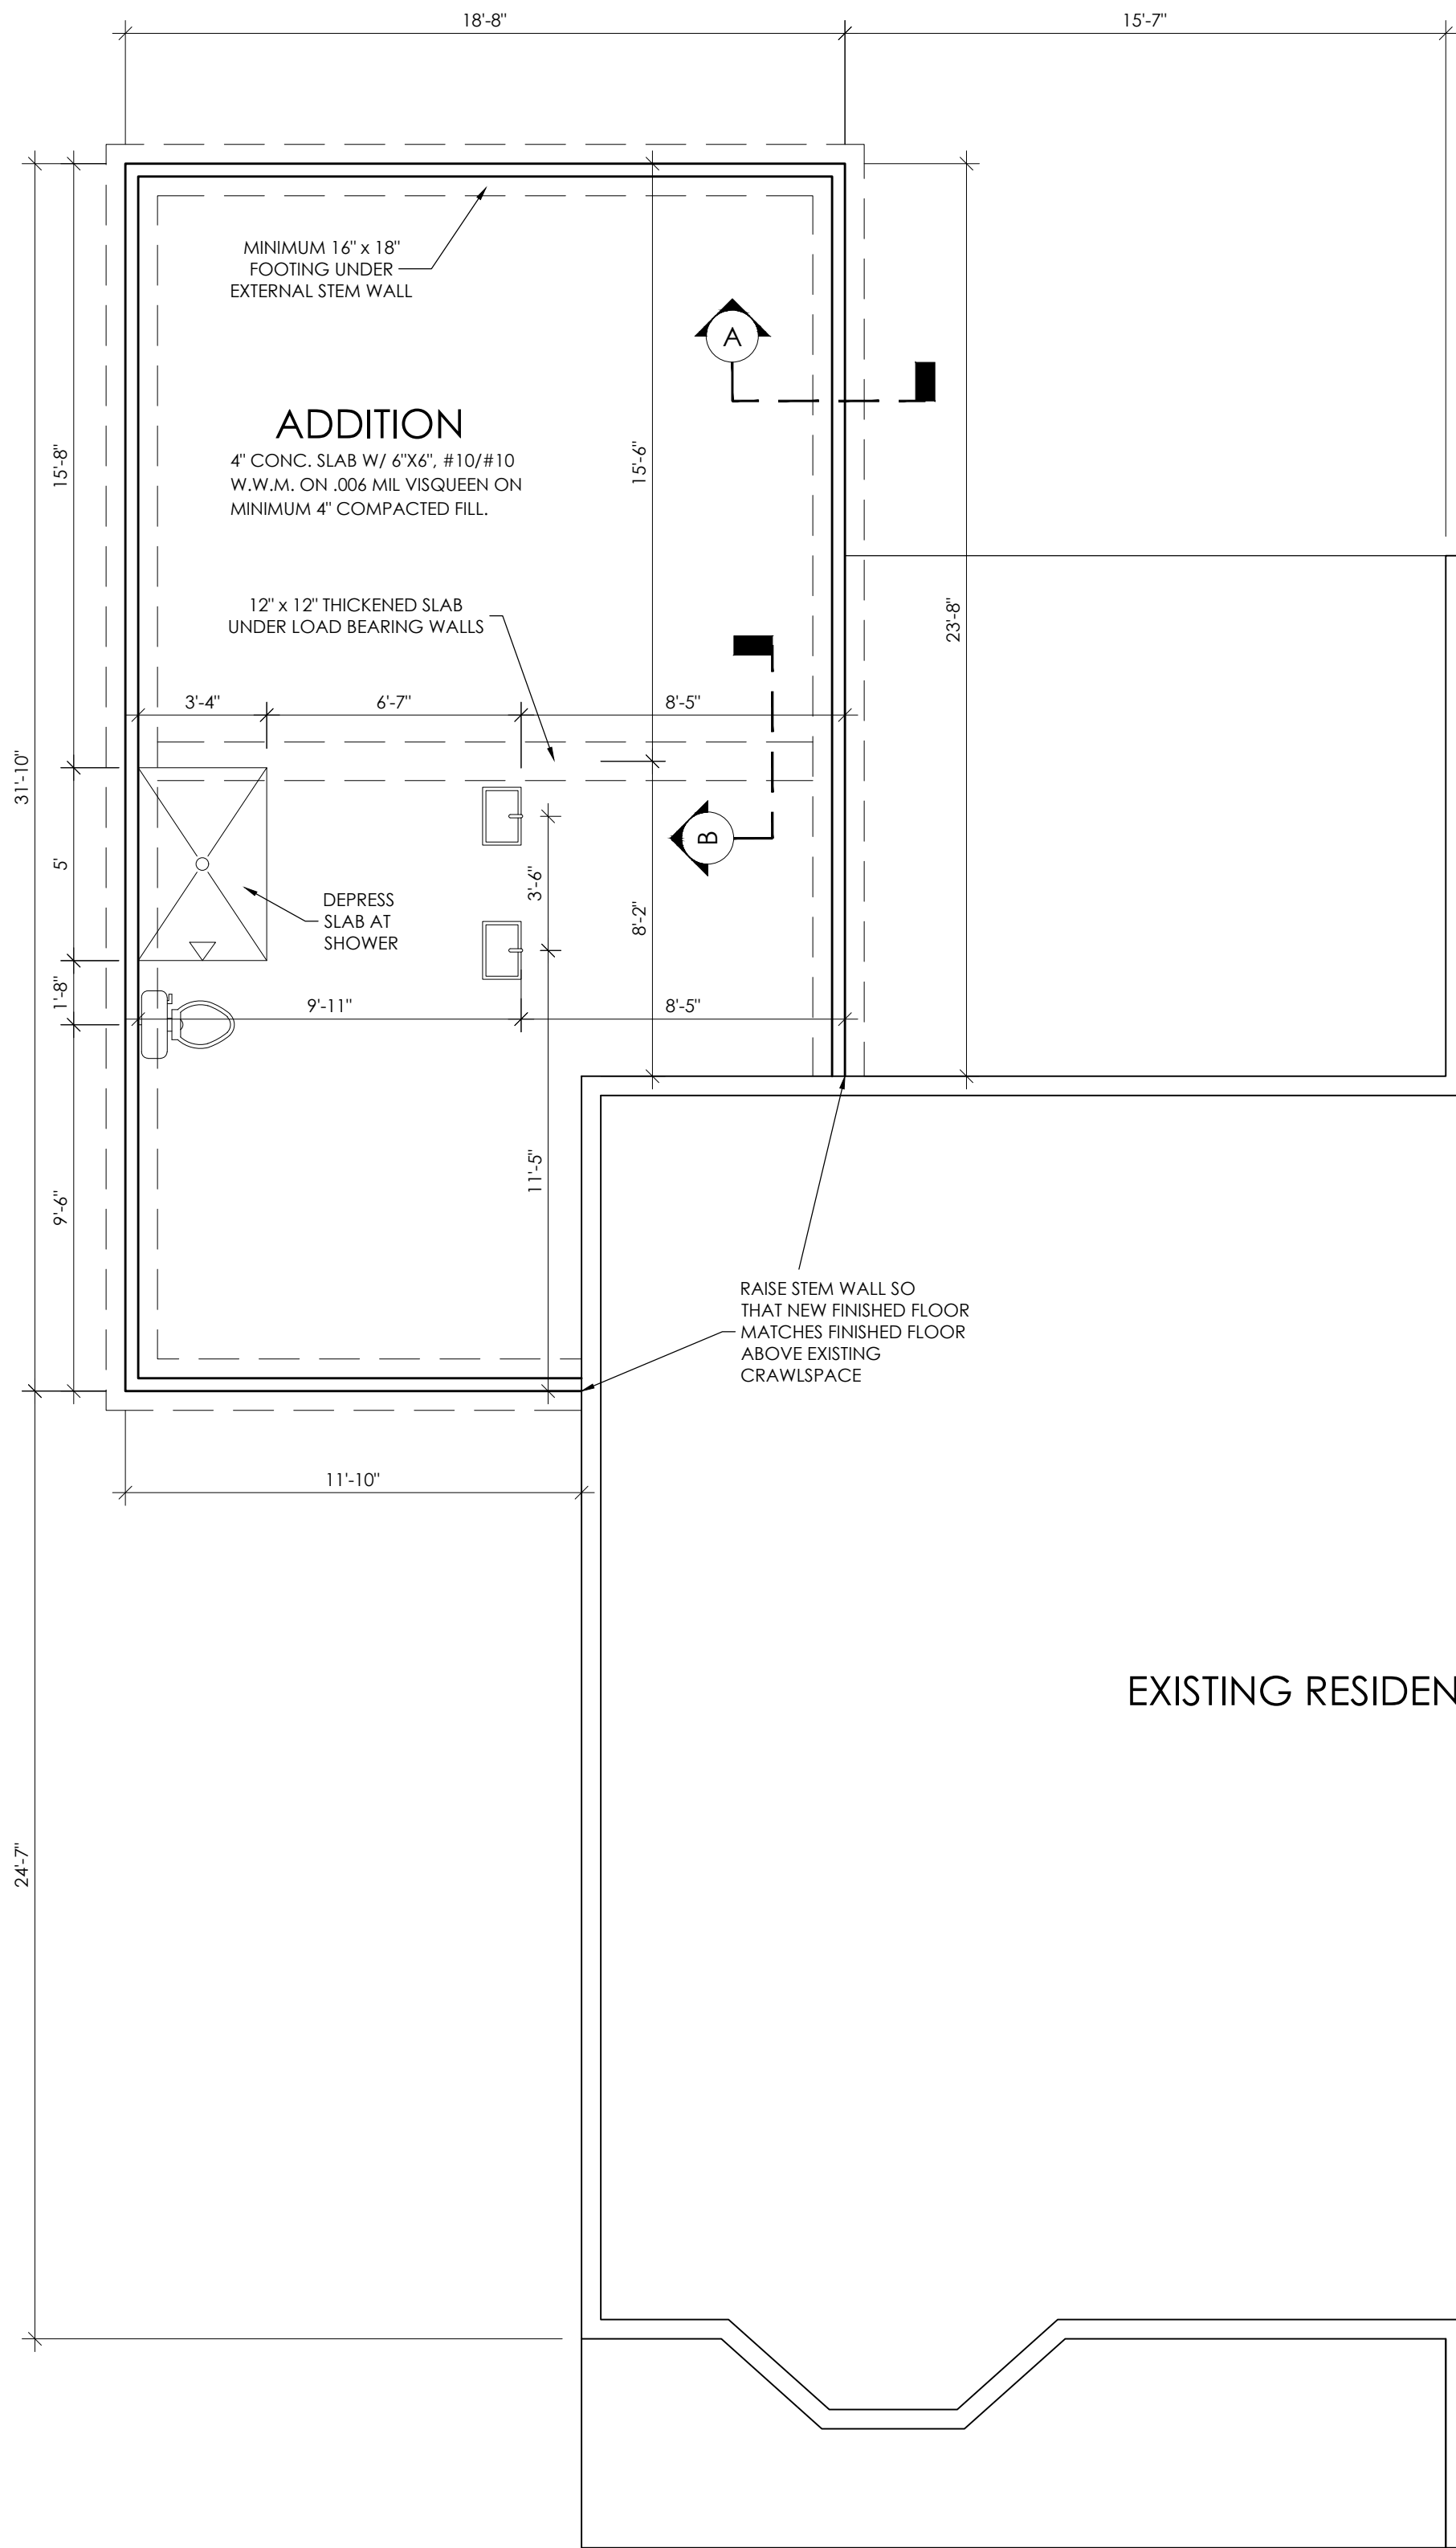 18'-8"
15'-7"
MINIMUM 16" x 18"
FOOTING UNDER
EXTERNAL STEM WALL
A
ADDITION
4" CONC. SLAB W/ 6"X6", #10/#10
W.W.M. ON .006 MIL VISQUEEN ON
MINIMUM 4" COMPACTED FILL.
15'-8"
15'-6"
12" x 12" THICKENED SLAB
UNDER LOAD BEARING WALLS
23'-8"
3'-4"
6'-7"
8'-5"
31'-10"
B
5'
DEPRESS
SLAB AT
SHOWER
3'-6"
8'-2"
1'-8"
9'-11"
8'-5"
11'-5"
9'-6"
RAISE STEM WALL SO
THAT NEW FINISHED FLOOR
MATCHES FINISHED FLOOR
ABOVE EXISTING
CRAWLSPACE
11'-10"
EXISTING RESIDEN
24'-7"